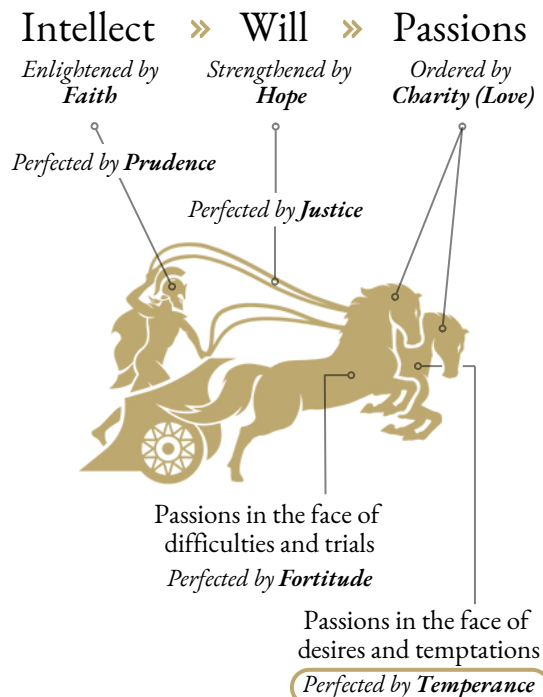 Intellect » Will » Passions
Enlightened by Strengthened by Ordered by
Faith Hope Charity (Love)
Perfected by Prudence
Perfected by Justice
Passions in the face of
difficulties and trials
Perfected by Fortitude
Passions in the face of
desires and temptations
Perfected by Temperance